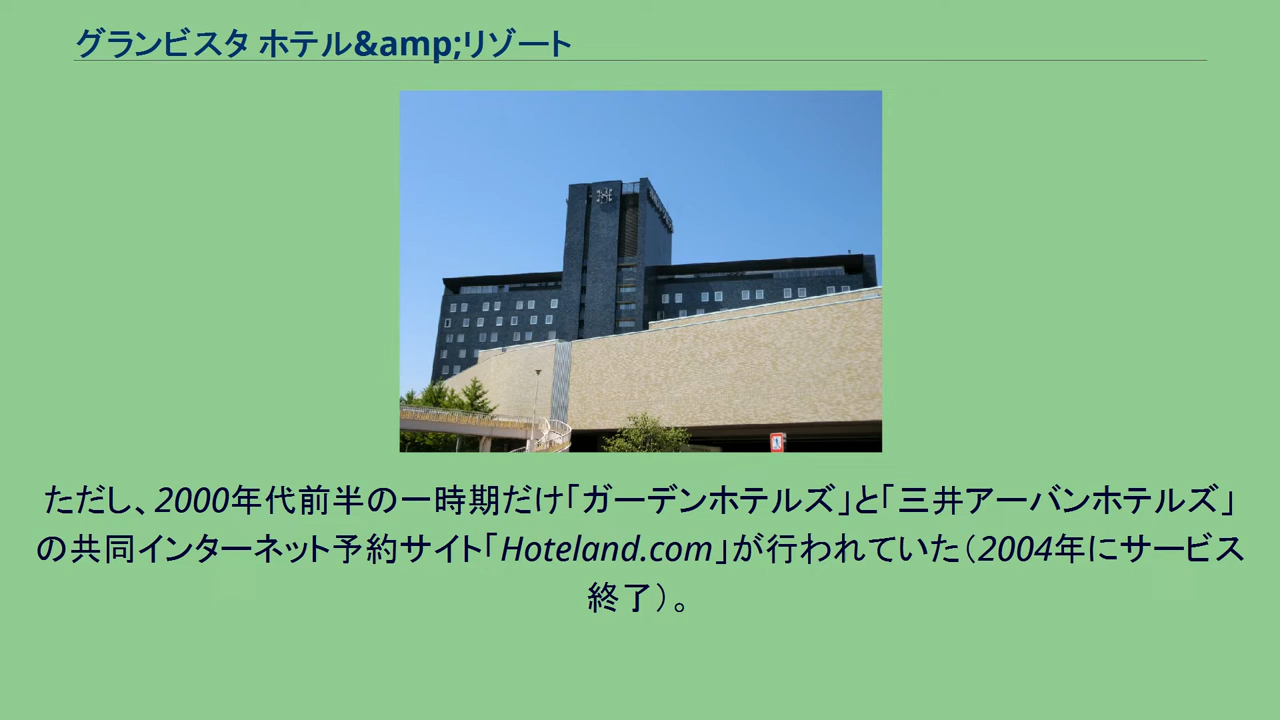 グランビスタ ホテル&amp;リゾート
ただし、2000年代前半の一時期だけ「ガーデンホテルズ」と「三井アーバンホテルズ」
の共同インターネット予約サイト「Hoteland.com」が行われていた（2004年にサービス
終了）。